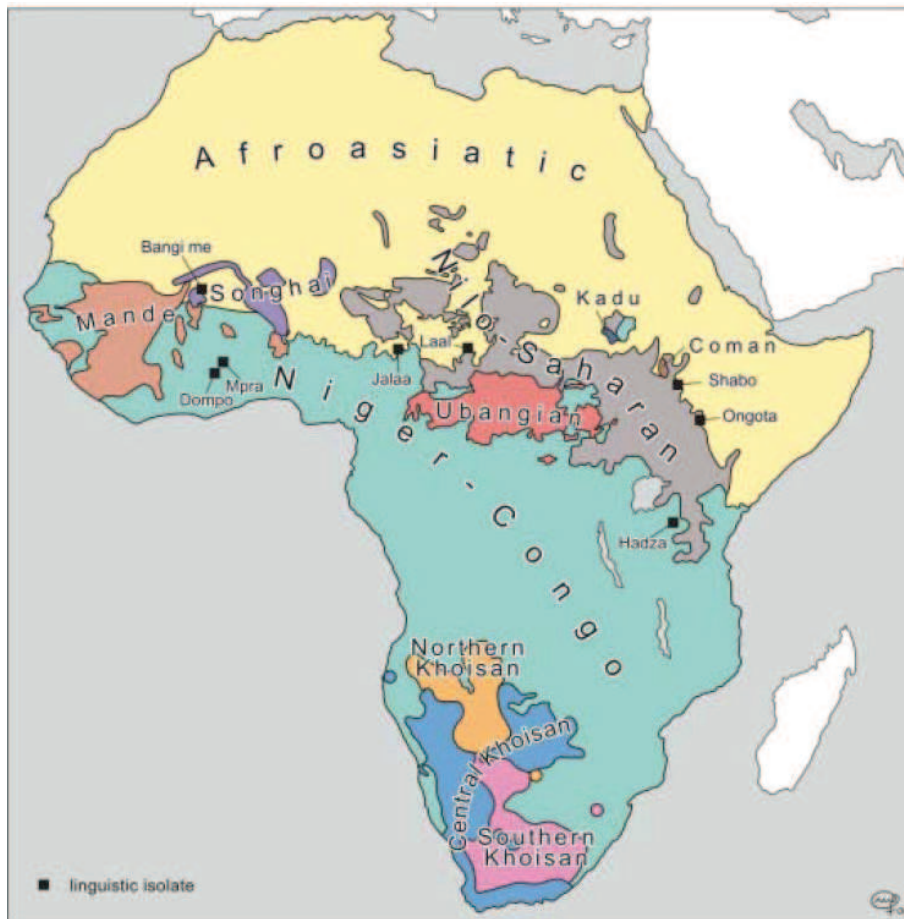 Afroasiatic
Bangi me
Songhai
Mande
Nilo-Saharan
Kadu
Coman
Laal
Jalaa
Shabo
Mpra
Dompo
Niger-Congo
Ubangian
Ongota
Hadza
Northern
Khoisan
Central Khoisan
Southern
Khoisan
linguistic isolate